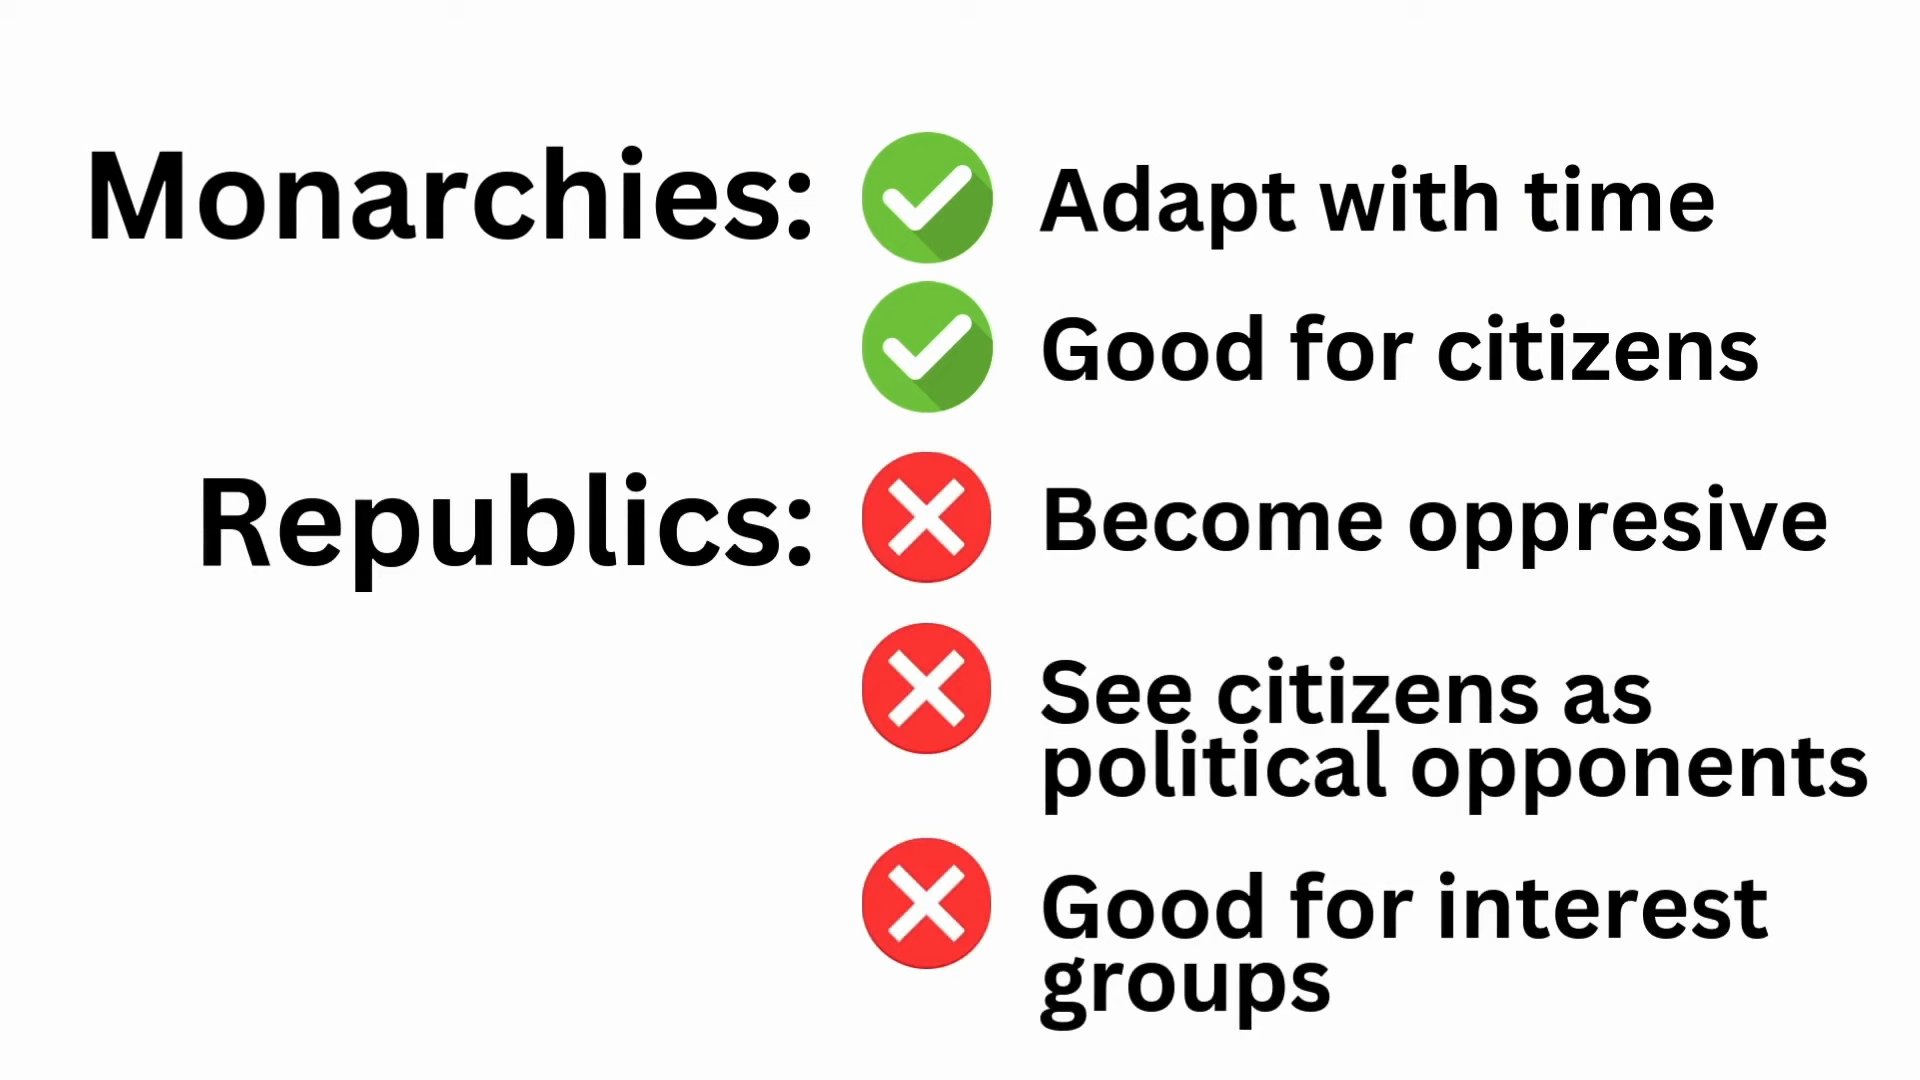 Monarchies:
Adapt with time
Good for citizens
Republics:
Become oppresive
See citizens as
political opponents
Good for interest
groups